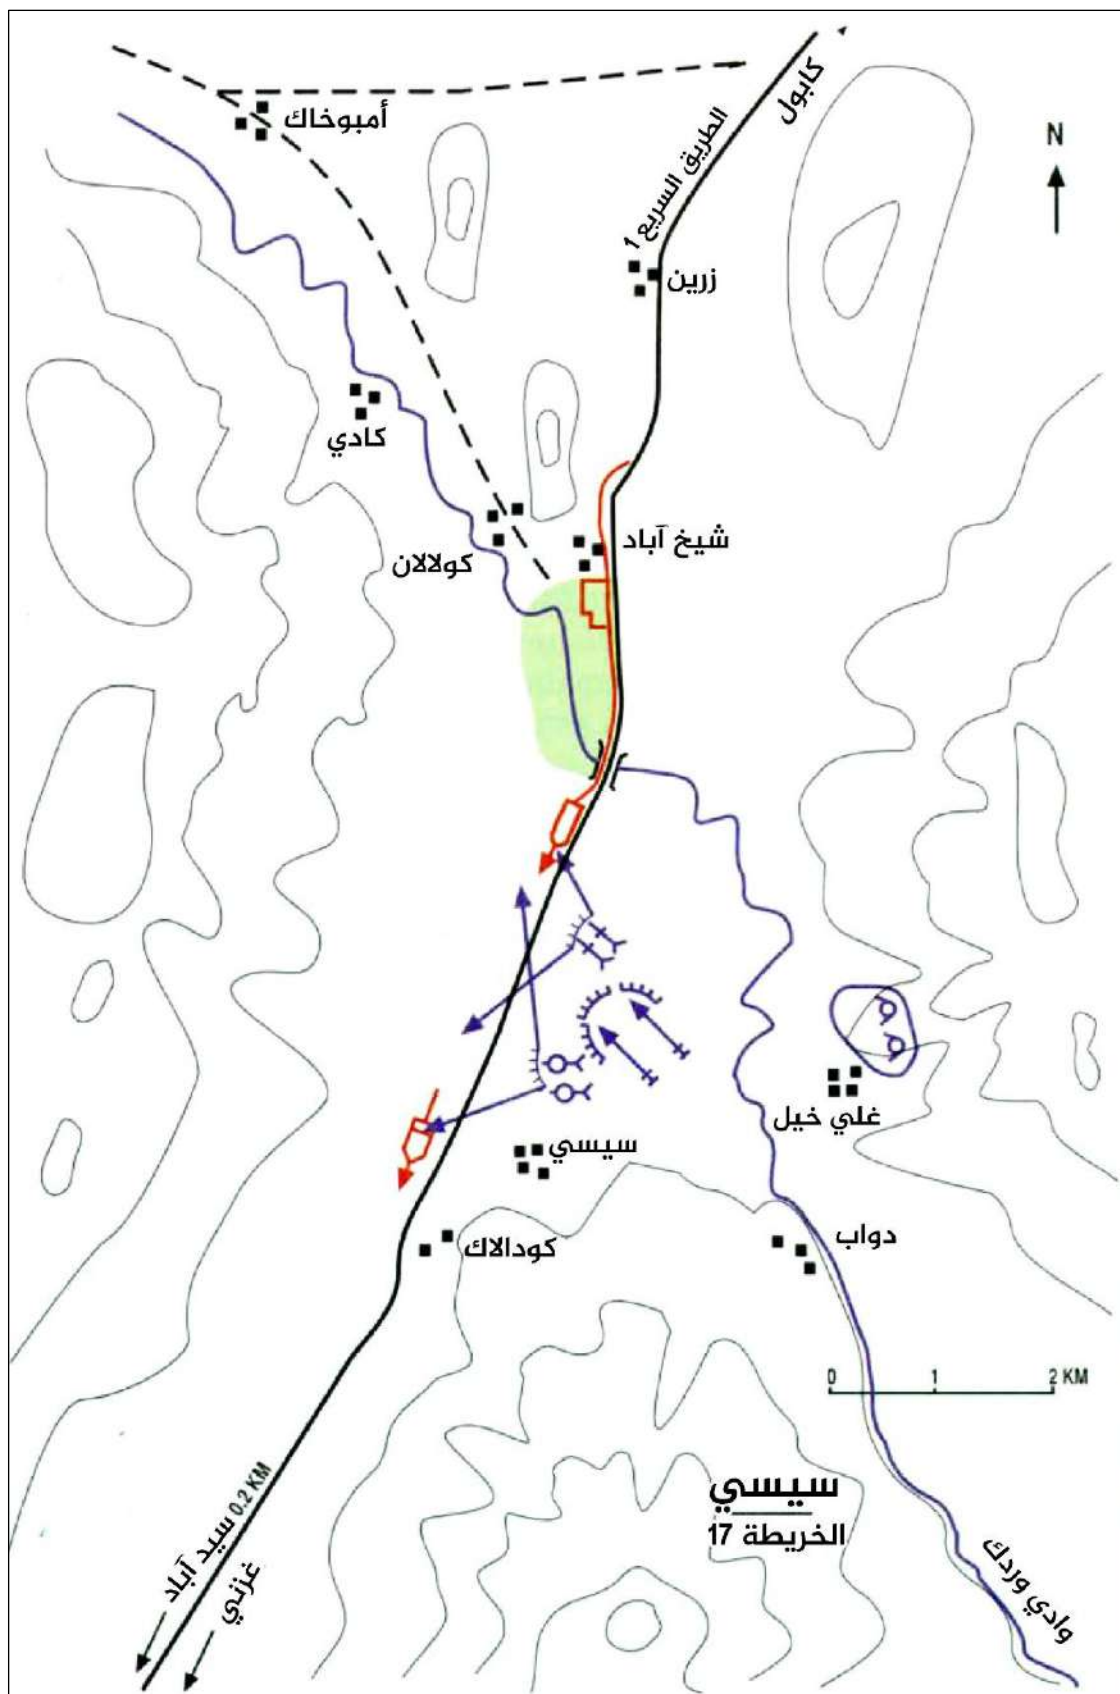 كابول
الطريق السريع 1
أمبوخاك
N
زرين
كادي
شيخ آباد
كولالان
غلي خيل
سيسي
دواب
كودالاك
0 1 2 KM
سيد آباد 0.2 KM
غزني
سيسي
الخريطة 17
وادي وردك